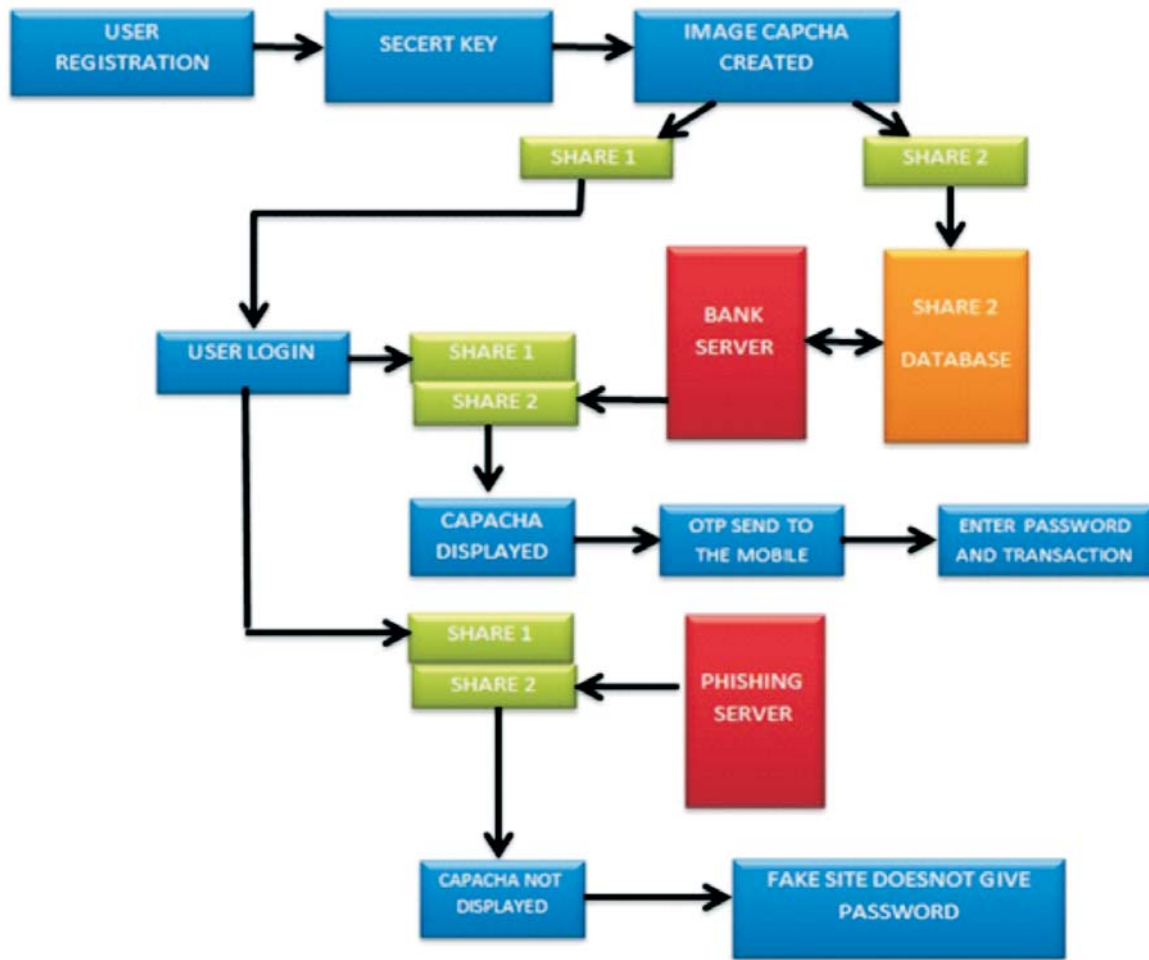 USER
REGISTRATION
SECERT KEY
IMAGE CAPCHA
CREATED
SHARE 1
SHARE 2
BANK
SERVER
SHARE 2
DATABASE
USER LOGIN
SHARE 1
SHARE 2
CAPACHA
DISPLAYED
OTP SEND TO
THE MOBILE
ENTER PASSWORD
AND TRANSACTION
SHARE 1
SHARE 2
PHISHING
SERVER
CAPACHA NOT
DISPLAYED
FAKE SITE DOESNOT GIVE
PASSWORD